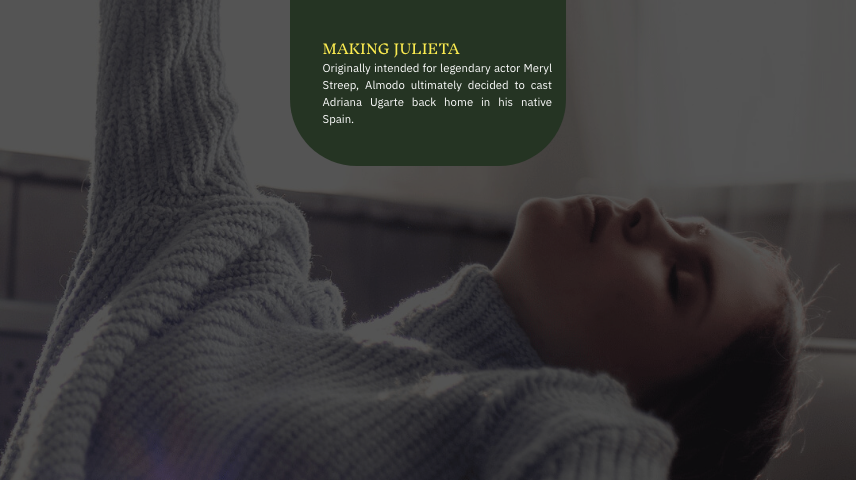 MAKING JULIETA
Originally intended for legendary actor Meryl
Streep, Almodo ultimately decided to cast
Adriana Ugarte back home in his native
Spain.